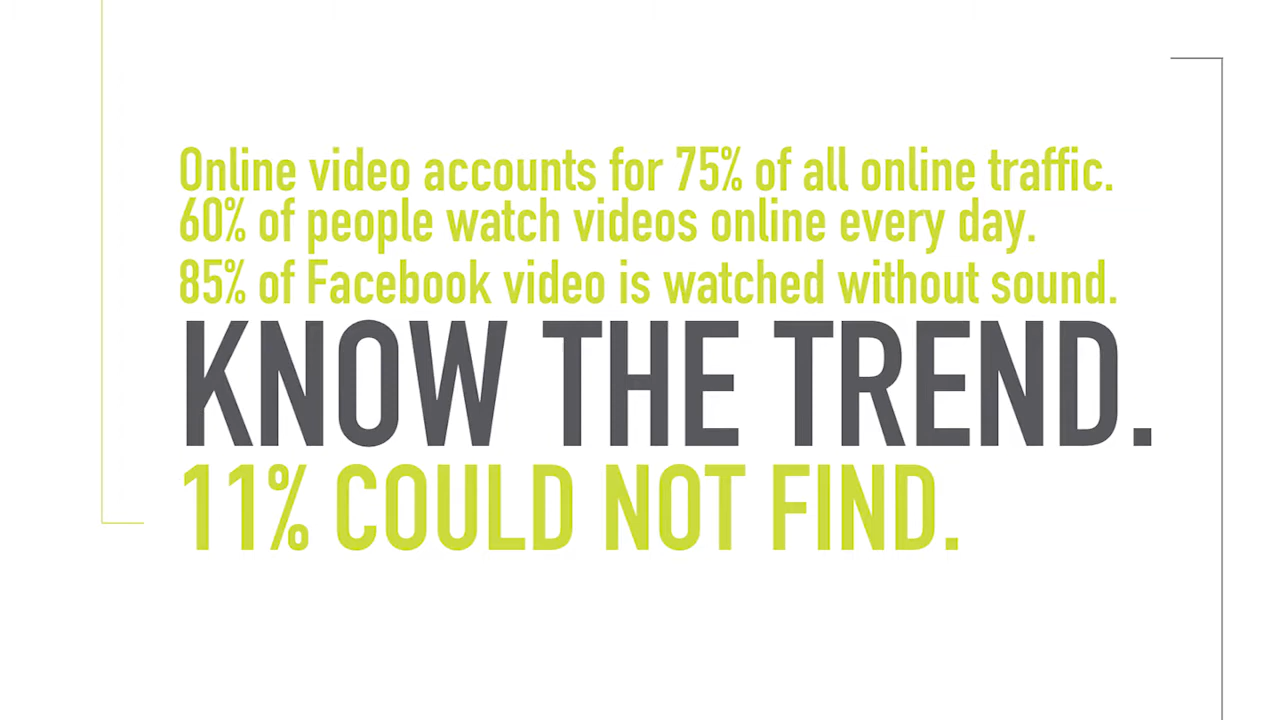 Online video accounts for 75% of all online traffic.
60% of people watch videos online every day.
85% of Facebook video is watched without sound.
KNOW THE TREND.
11% COULD NOT FIND.